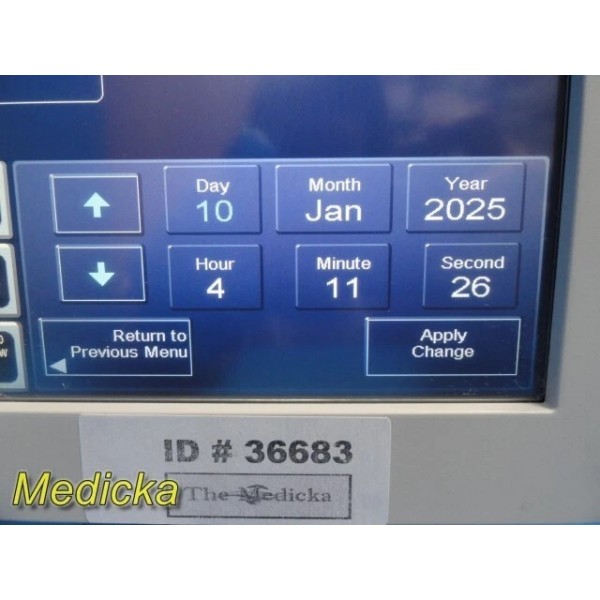 Day
10
Month
Jan
Year
2025
Hour
4
Minute
11
Second
26
Return to
Previous Menu
Apply
Change
ID # 36683
The Medicka
Medicka